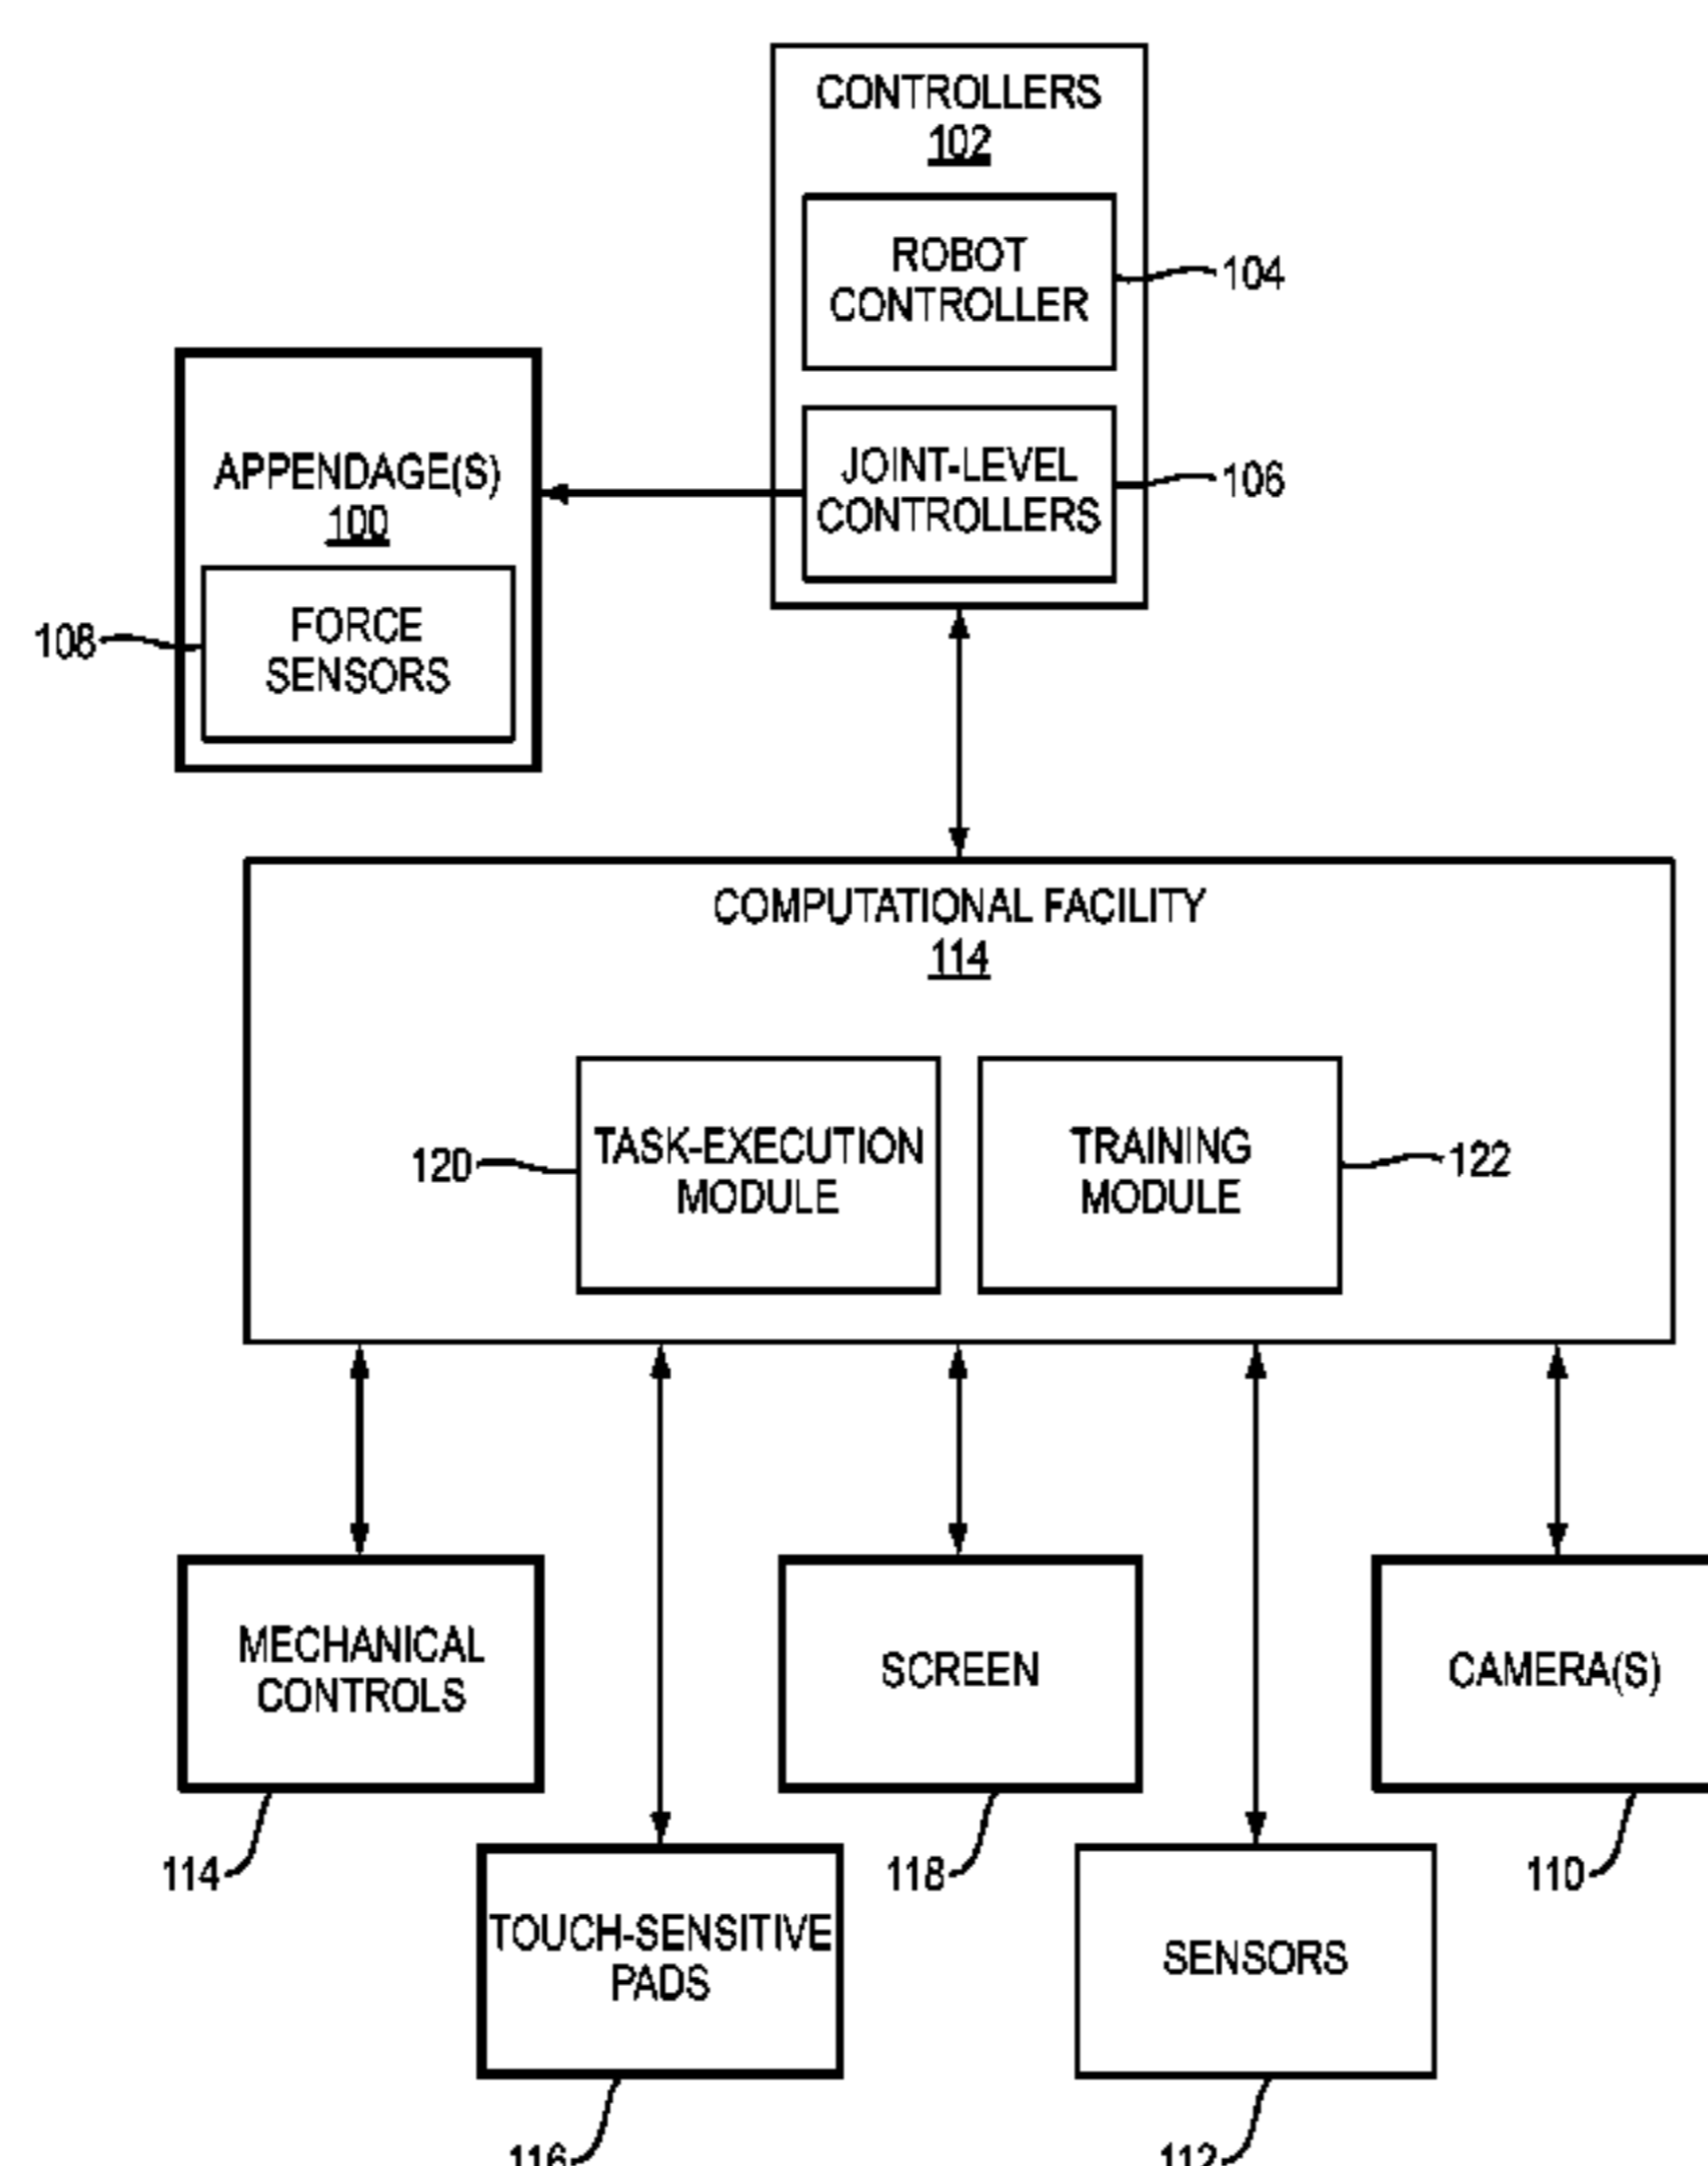 CONTROLLERS
102
ROBOT
CONTROLLER
104
JOINT-LEVEL
CONTROLLERS
106
APPENDAGE(S)
100
FORCE
SENSORS
108
COMPUTATIONAL FACILITY
114
120
TASK-EXECUTION
MODULE
TRAINING
MODULE
122
MECHANICAL
CONTROLS
114
SCREEN
118
CAMERA(S)
110
TOUCH-SENSITIVE
PADS
116
SENSORS
112